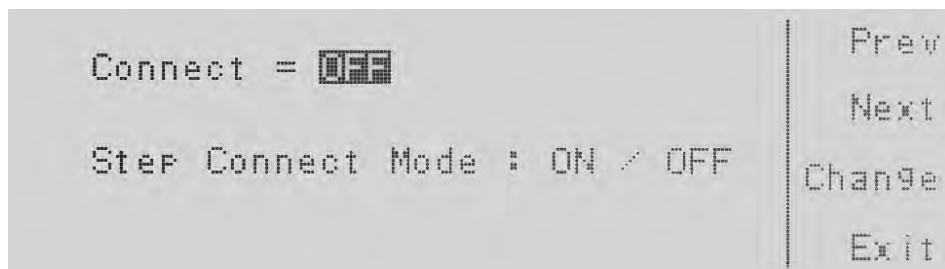 Connect = OFF
Step Connect Mode : ON / OFF
Prev
Next
Change
Exit